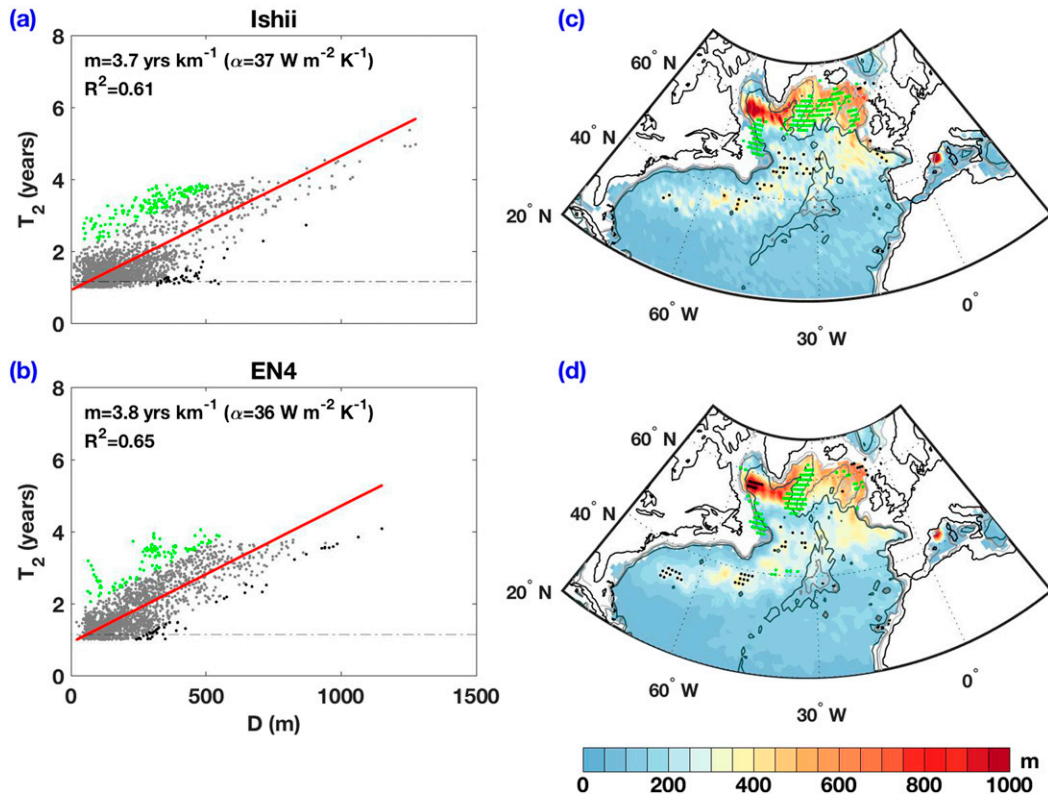 (a)
Ishii
m=3.7 yrs km⁻¹ (α=37 W m⁻² K⁻¹)
R²=0.61
T₂ (years)
8
6
4
2
0
(b)
EN4
m=3.8 yrs km⁻¹ (α=36 W m⁻² K⁻¹)
R²=0.65
T₂ (years)
8
6
4
2
0
0 500 1000 1500
D (m)
(c)
60° N
40° N
20° N
60° W
30° W
0°
(d)
60° N
40° N
20° N
60° W
30° W
0°
m
0 200 400 600 800 1000